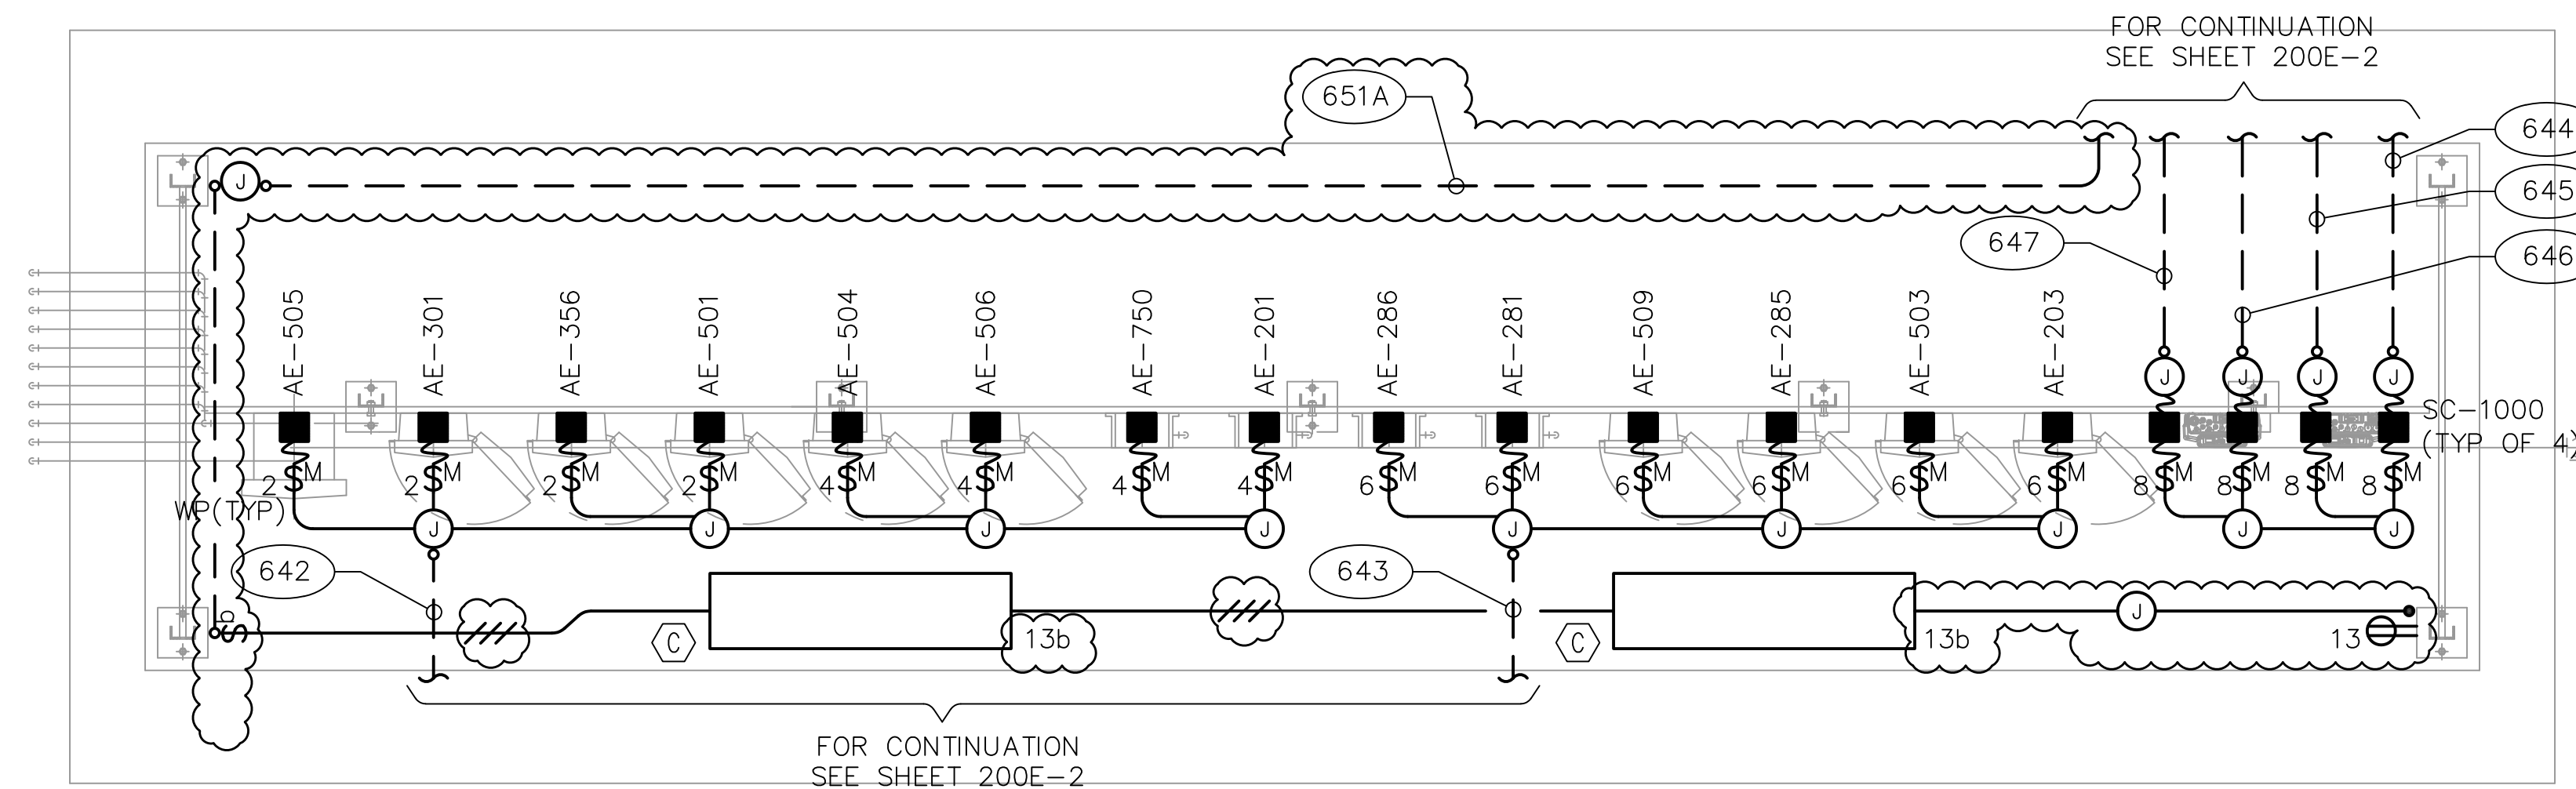 FOR CONTINUATION
SEE SHEET 200E-2
651A
644
645
646
647
J
AE-505
AE-301
AE-356
AE-501
AE-504
AE-506
AE-750
AE-201
AE-286
AE-281
AE-509
AE-285
AE-503
AE-203
J J J J
SC-1000
(TYP OF 4)
2 $M
2 $M
2 $M
2 $M
4 $M
4 $M
4 $M
4 $M
6 $M
6 $M
6 $M
6 $M
6 $M
6 $M
8 $M
8 $M
8 $M
8 $M
WP(TYP)
J J J J J J J J J
642
643
$b
C
13b
C
13b
J
13
FOR CONTINUATION
SEE SHEET 200E-2